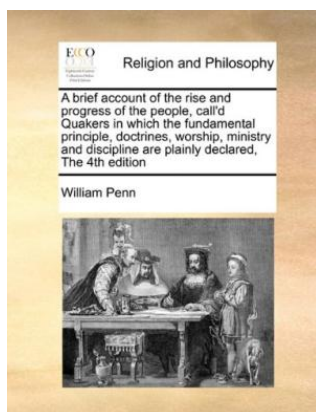 ECCO
Religion and Philosophy
A brief account of the rise and
progress of the people, call'd
Quakers in which the fundamental
principle, doctrines, worship, ministry
and discipline are plainly declared,
The 4th edition
William Penn